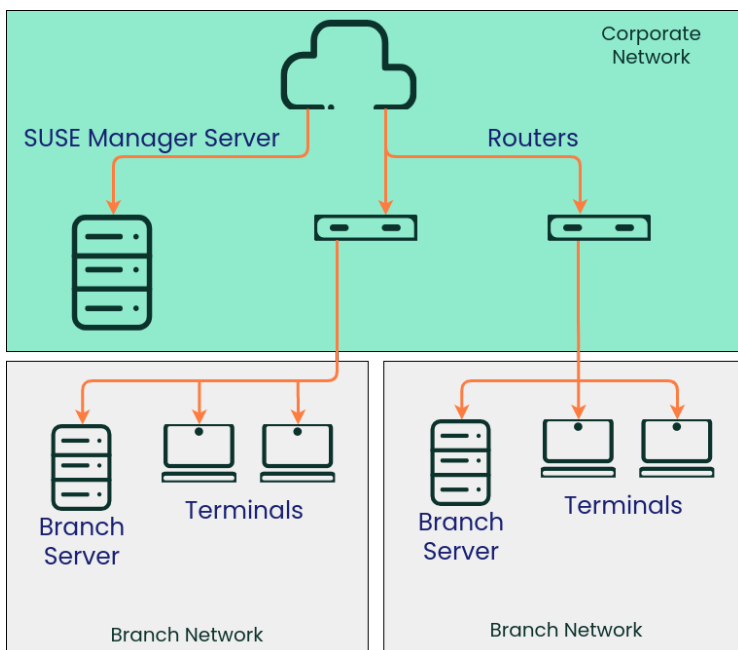 Corporate
Network
SUSE Manager Server
Routers
Branch
Server
Terminals
Branch Network
Branch
Server
Terminals
Branch Network